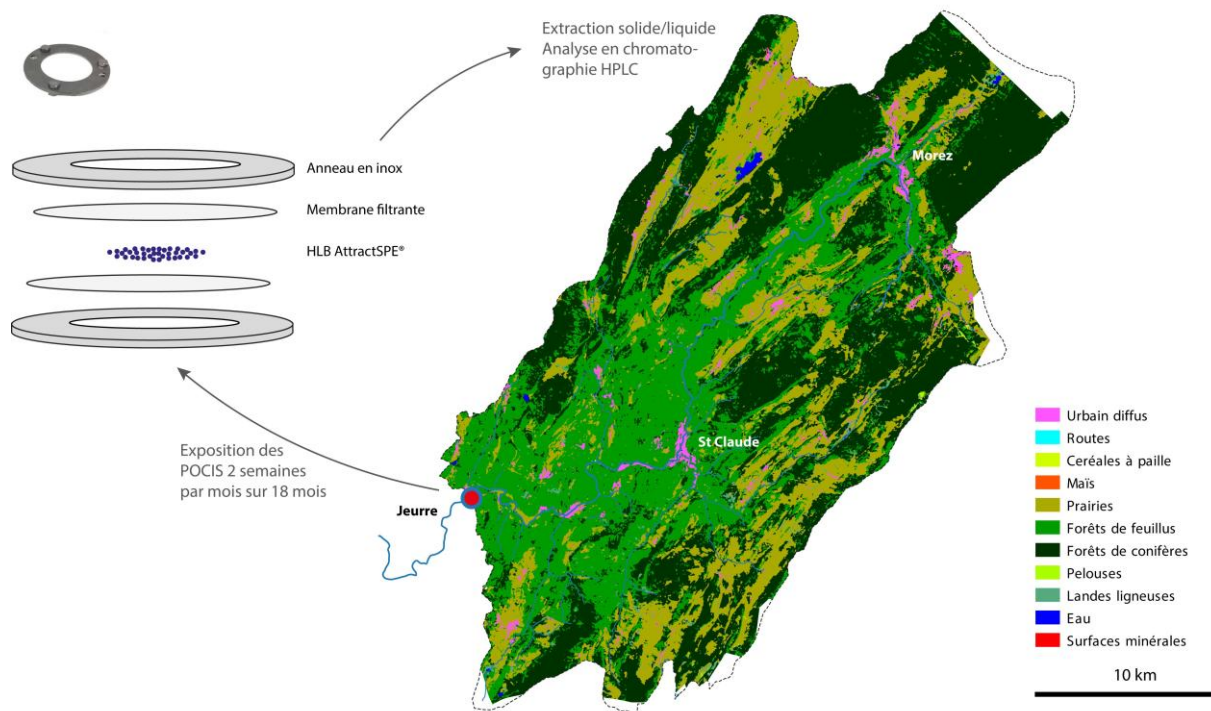 Extraction solide/liquide
Analyse en chromato-
graphie HPLC
Anneau en inox
Membrane filtrante
HLB AttractSPE®
Exposition des
POCIS 2 semaines
par mois sur 18 mois
Jeurre
Morez
St Claude
Urbain diffus
Routes
Ceréales à paille
Maïs
Prairies
Forêts de feuillus
Forêts de conifères
Pelouses
Landes ligneuses
Eau
Surfaces minérales
10 km